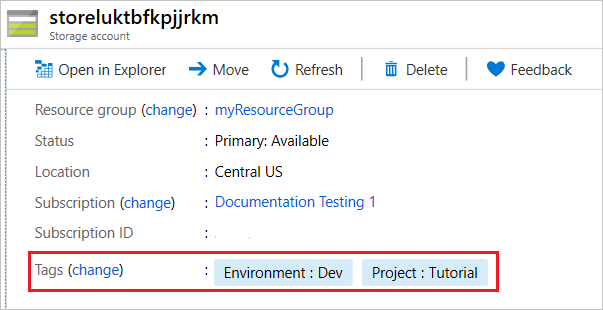 storeluktbfkpjjrkm
Storage account
Open in Explorer Move Refresh Delete Feedback
Resource group (change) : myResourceGroup
Status : Primary: Available
Location : Central US
Subscription (change) : Documentation Testing 1
Subscription ID :
Tags (change) : Environment : Dev Project : Tutorial